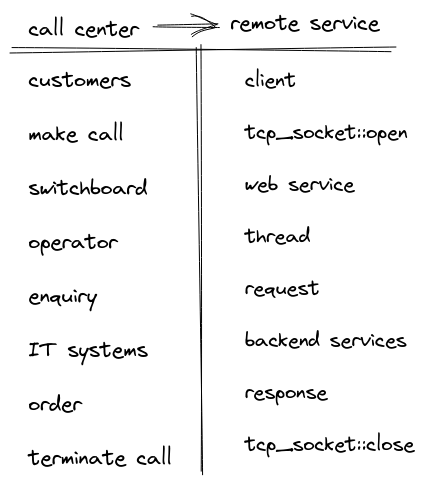 call center remote service
customers client
make call tcp_socket::open
switchboard web service
operator thread
enquiry request
IT systems backend services
order response
terminate call tcp_socket::close